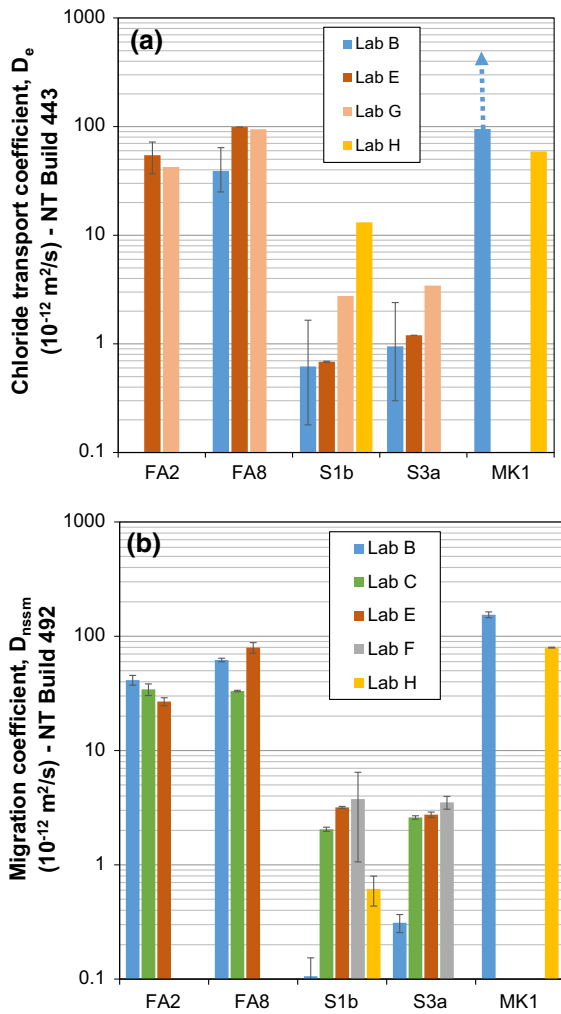 (a)
Chloride transport coefficient, De
(10-12 m2/s) - NT Build 443
1000
100
10
1
0.1
Lab B
Lab E
Lab G
Lab H
FA2 FA8 S1b S3a MK1
(b)
Migration coefficient, Dnssm
(10-12 m2/s) - NT Build 492
1000
100
10
1
0.1
Lab B
Lab C
Lab E
Lab F
Lab H
FA2 FA8 S1b S3a MK1